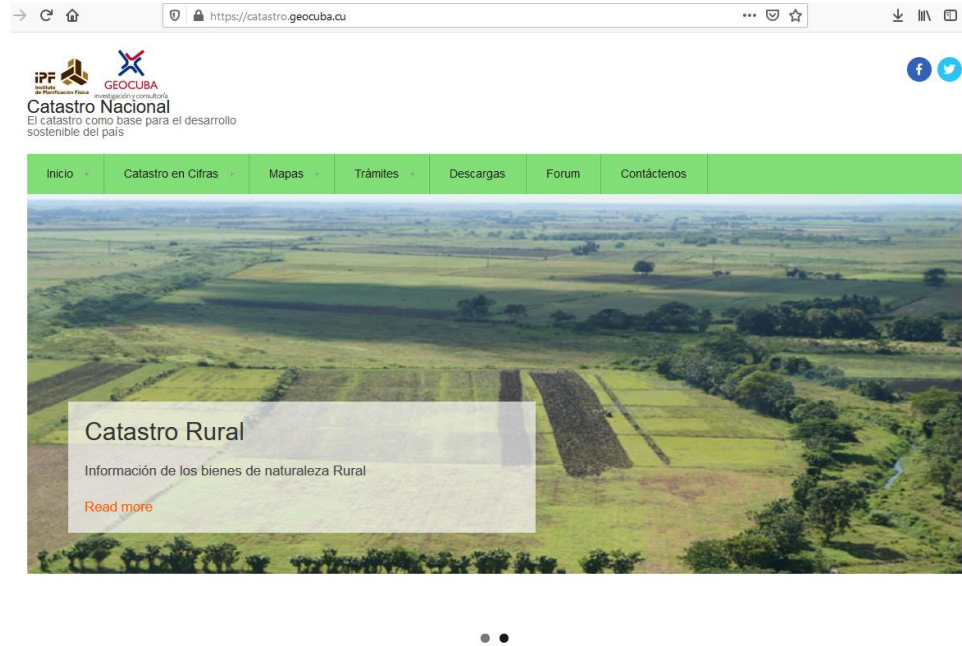 https://catastro.geocuba.cu
iPF
Instituto
de Planificación Física
GEOCUBA
investigación y consultoría
Catastro Nacional
El catastro como base para el desarrollo
sostenible del país
Inicio
Catastro en Cifras
Mapas
Trámites
Descargas
Forum
Contáctenos
Catastro Rural
Información de los bienes de naturaleza Rural
Read more